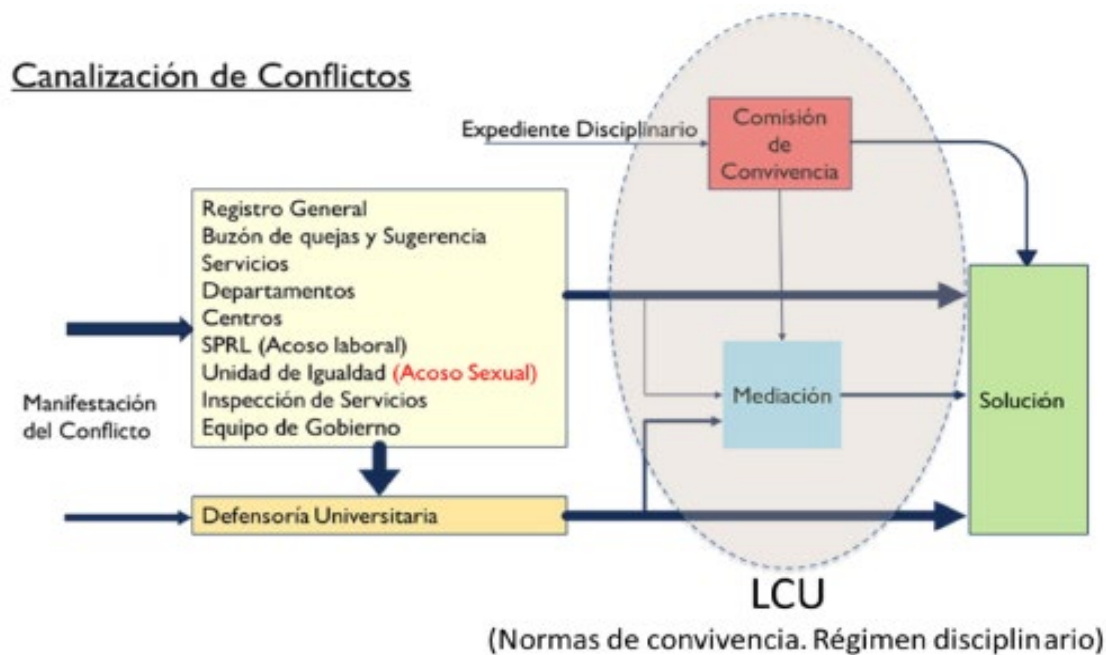 Canalización de Conflictos
Expediente Disciplinario
Comisión
de
Convivencia
Registro General
Buzón de quejas y Sugerencia
Servicios
Departamentos
Centros
SPRL (Acoso laboral)
Unidad de Igualdad (Acoso Sexual)
Inspección de Servicios
Equipo de Gobierno
Manifestación
del Conflicto
Mediación
Solución
Defensoría Universitaria
LCU
(Normas de convivencia. Régimen disciplinario)